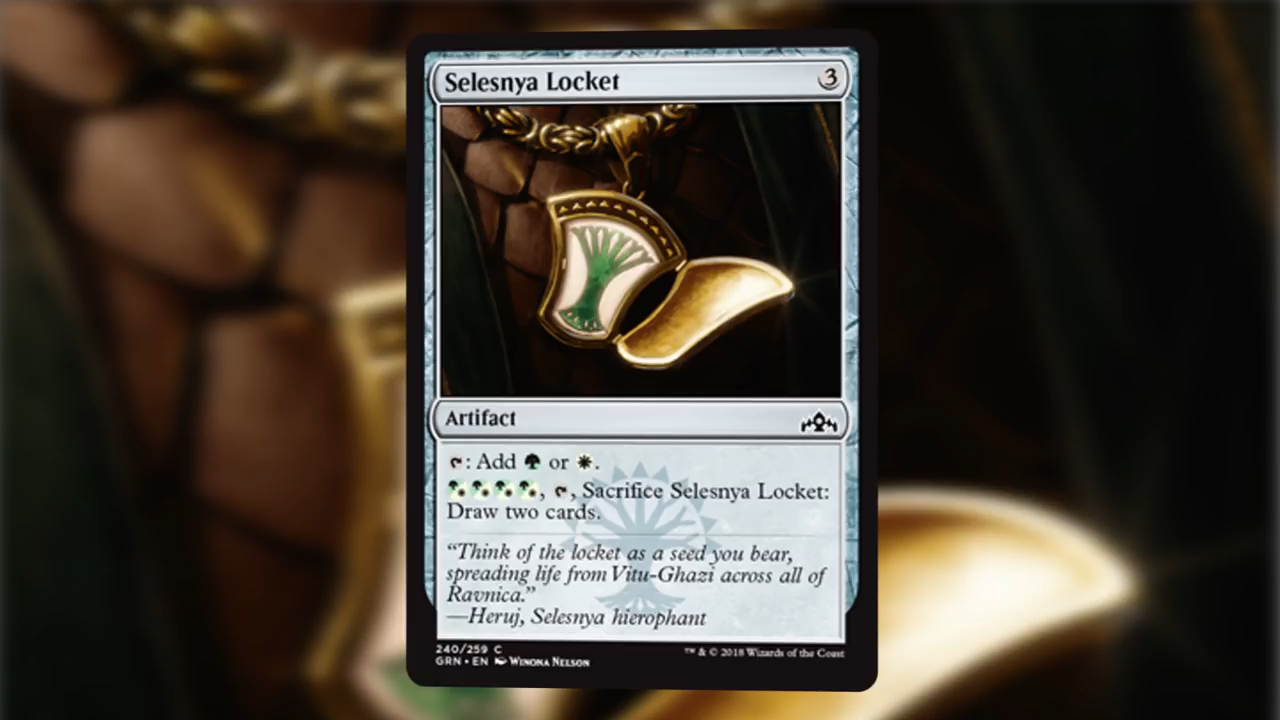 Selesnya Locket 3
Artifact
: Add or .
, , Sacrifice Selesnya Locket:
Draw two cards.
“Think of the locket as a seed you bear,
spreading life from Vitu-Ghazi across all of
Ravnica.”
—Heruj, Selesnya hierophant
240/259 C
GRN • EN Winona Nelson
™ & © 2018 Wizards of the Coast